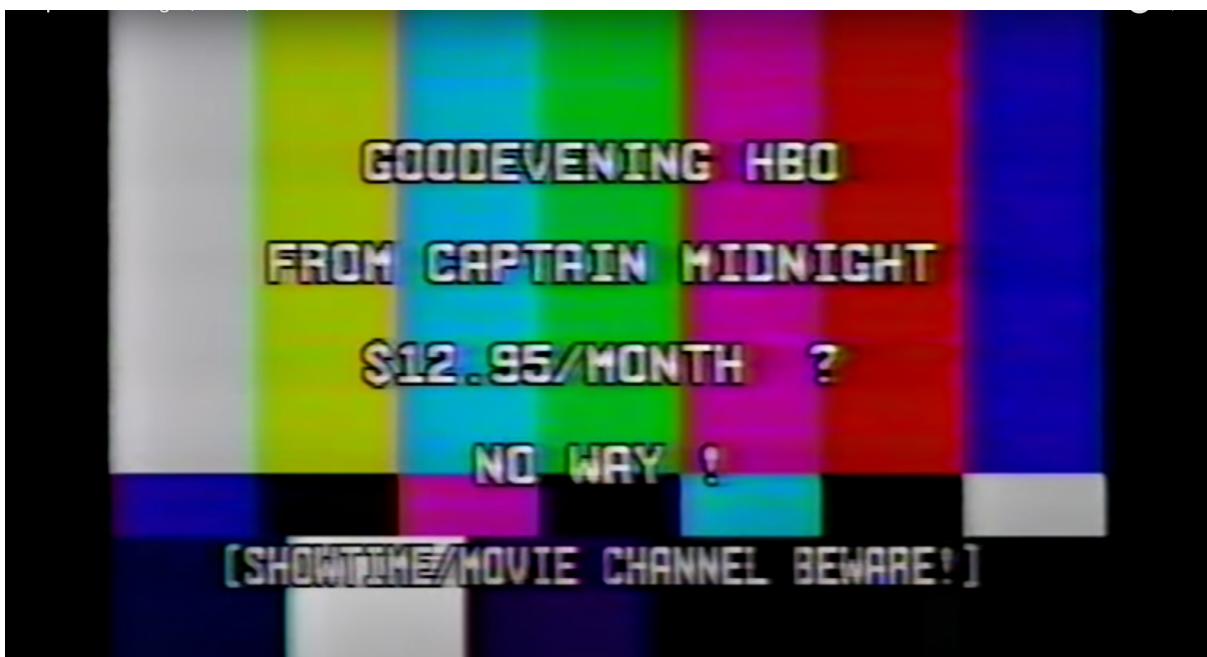 GOODEVENING HBO
FROM CAPTAIN MIDNIGHT
$12.95/MONTH ?
NO WAY !
[SHOWTIME/MOVIE CHANNEL BEWARE!]